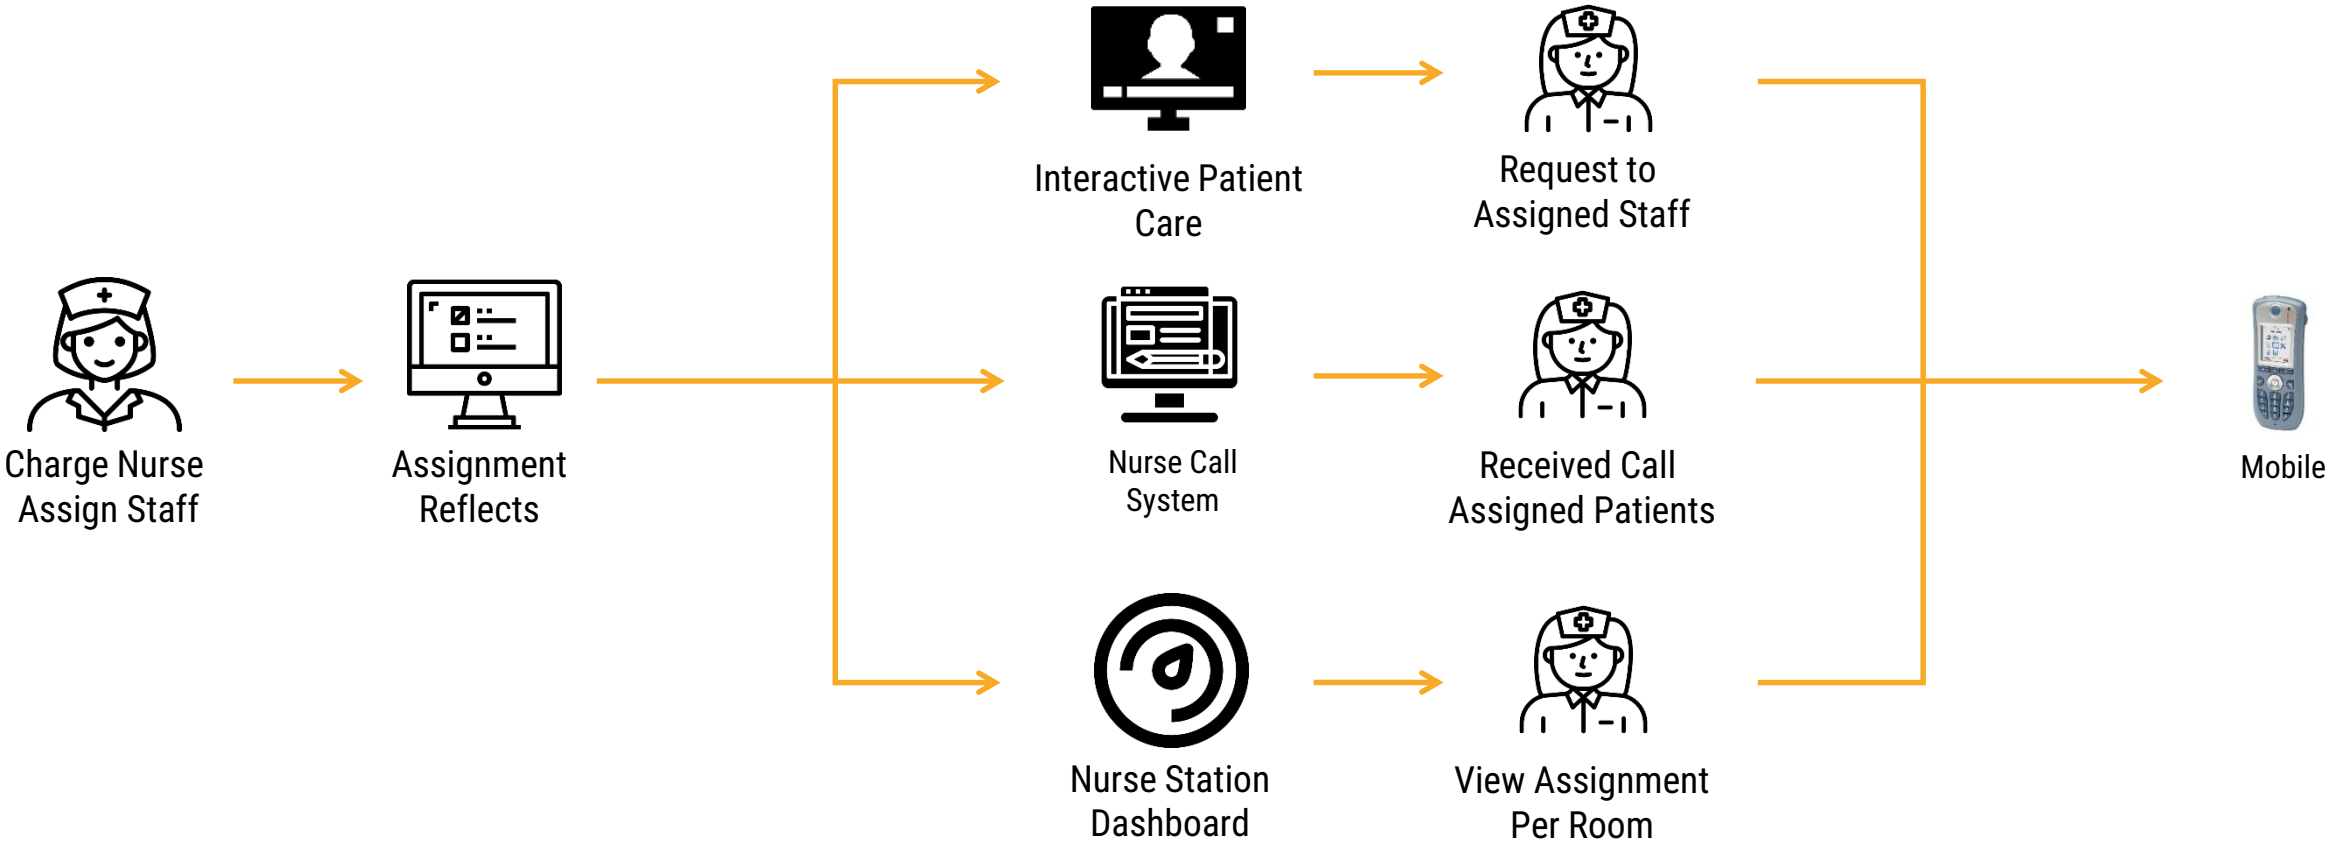 Charge Nurse
Assign Staff
Assignment
Reflects
Interactive Patient
Care
Request to
Assigned Staff
Nurse Call
System
Received Call
Assigned Patients
Nurse Station
Dashboard
View Assignment
Per Room
Mobile